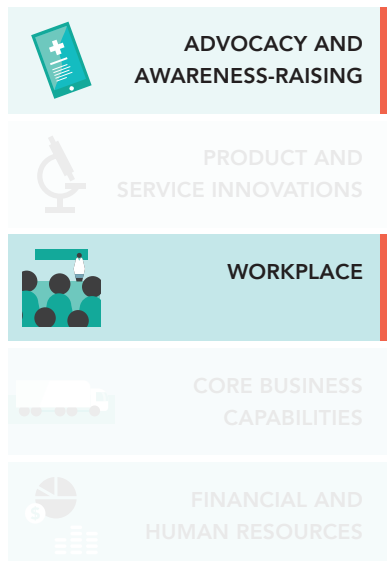 ADVOCACY AND
AWARENESS-RAISING
PRODUCT AND
SERVICE INNOVATIONS
WORKPLACE
CORE BUSINESS
CAPABILITIES
$
FINANCIAL AND
HUMAN RESOURCES